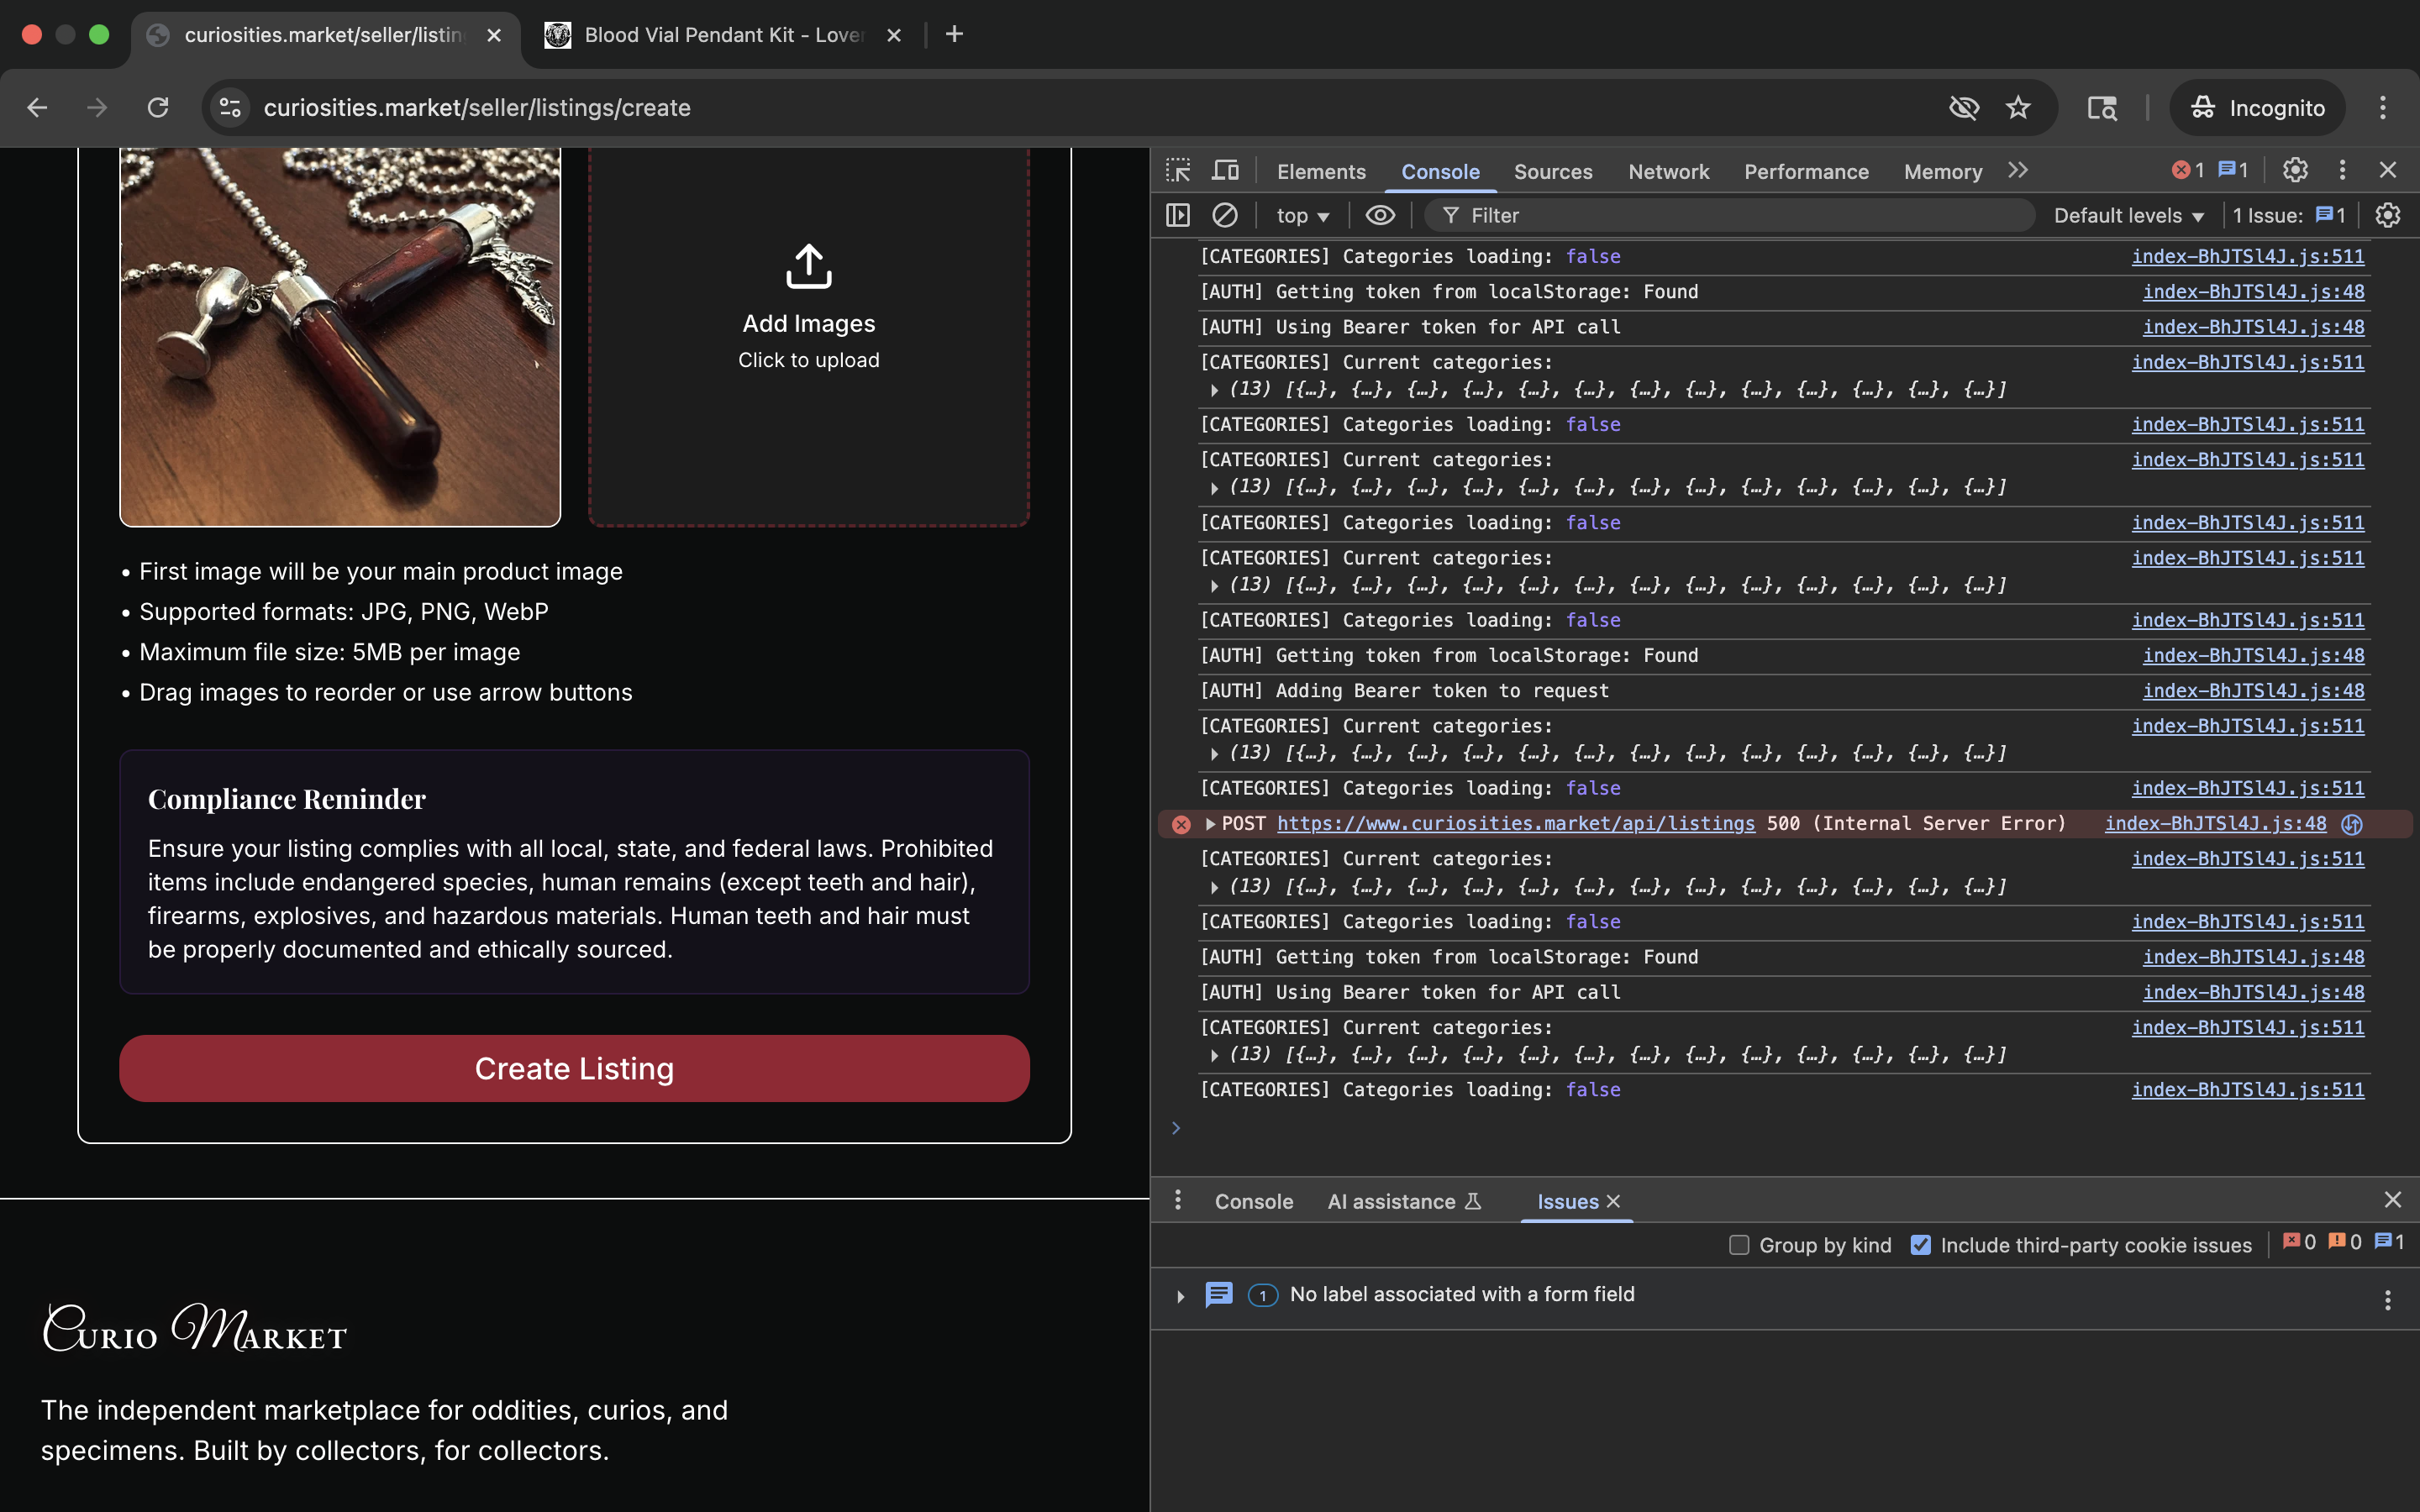 curiosities.market/seller/listin
Blood Vial Pendant Kit - Lover
curiosities.market/seller/listings/create
Incognito
Add Images
Click to upload
• First image will be your main product image
• Supported formats: JPG, PNG, WebP
• Maximum file size: 5MB per image
• Drag images to reorder or use arrow buttons
Compliance Reminder
Ensure your listing complies with all local, state, and federal laws. Prohibited
items include endangered species, human remains (except teeth and hair),
firearms, explosives, and hazardous materials. Human teeth and hair must
be properly documented and ethically sourced.
Create Listing
Curio Market
The independent marketplace for oddities, curios, and
specimens. Built by collectors, for collectors.
Elements Console Sources Network Performance Memory 1 1
top Filter Default levels 1 Issue: 1
[CATEGORIES] Categories loading: false index-BhJTSl4J.js:511
[AUTH] Getting token from localStorage: Found index-BhJTSl4J.js:48
[AUTH] Using Bearer token for API call index-BhJTSl4J.js:48
[CATEGORIES] Current categories: index-BhJTSl4J.js:511
(13) [{…}, {…}, {…}, {…}, {…}, {…}, {…}, {…}, {…}, {…}, {…}, {…}, {…}]
[CATEGORIES] Categories loading: false index-BhJTSl4J.js:511
[CATEGORIES] Current categories: index-BhJTSl4J.js:511
(13) [{…}, {…}, {…}, {…}, {…}, {…}, {…}, {…}, {…}, {…}, {…}, {…}, {…}]
[CATEGORIES] Categories loading: false index-BhJTSl4J.js:511
[CATEGORIES] Current categories: index-BhJTSl4J.js:511
(13) [{…}, {…}, {…}, {…}, {…}, {…}, {…}, {…}, {…}, {…}, {…}, {…}, {…}]
[CATEGORIES] Categories loading: false index-BhJTSl4J.js:511
[AUTH] Getting token from localStorage: Found index-BhJTSl4J.js:48
[AUTH] Adding Bearer token to request index-BhJTSl4J.js:48
[CATEGORIES] Current categories: index-BhJTSl4J.js:511
(13) [{…}, {…}, {…}, {…}, {…}, {…}, {…}, {…}, {…}, {…}, {…}, {…}, {…}]
[CATEGORIES] Categories loading: false index-BhJTSl4J.js:511
POST https://www.curiosities.market/api/listings 500 (Internal Server Error) index-BhJTSl4J.js:48
[CATEGORIES] Current categories: index-BhJTSl4J.js:511
(13) [{…}, {…}, {…}, {…}, {…}, {…}, {…}, {…}, {…}, {…}, {…}, {…}, {…}]
[CATEGORIES] Categories loading: false index-BhJTSl4J.js:511
[AUTH] Getting token from localStorage: Found index-BhJTSl4J.js:48
[AUTH] Using Bearer token for API call index-BhJTSl4J.js:48
[CATEGORIES] Current categories: index-BhJTSl4J.js:511
(13) [{…}, {…}, {…}, {…}, {…}, {…}, {…}, {…}, {…}, {…}, {…}, {…}, {…}]
[CATEGORIES] Categories loading: false index-BhJTSl4J.js:511
Console AI assistance Issues
Group by kind Include third-party cookie issues 0 0 1
1 No label associated with a form field